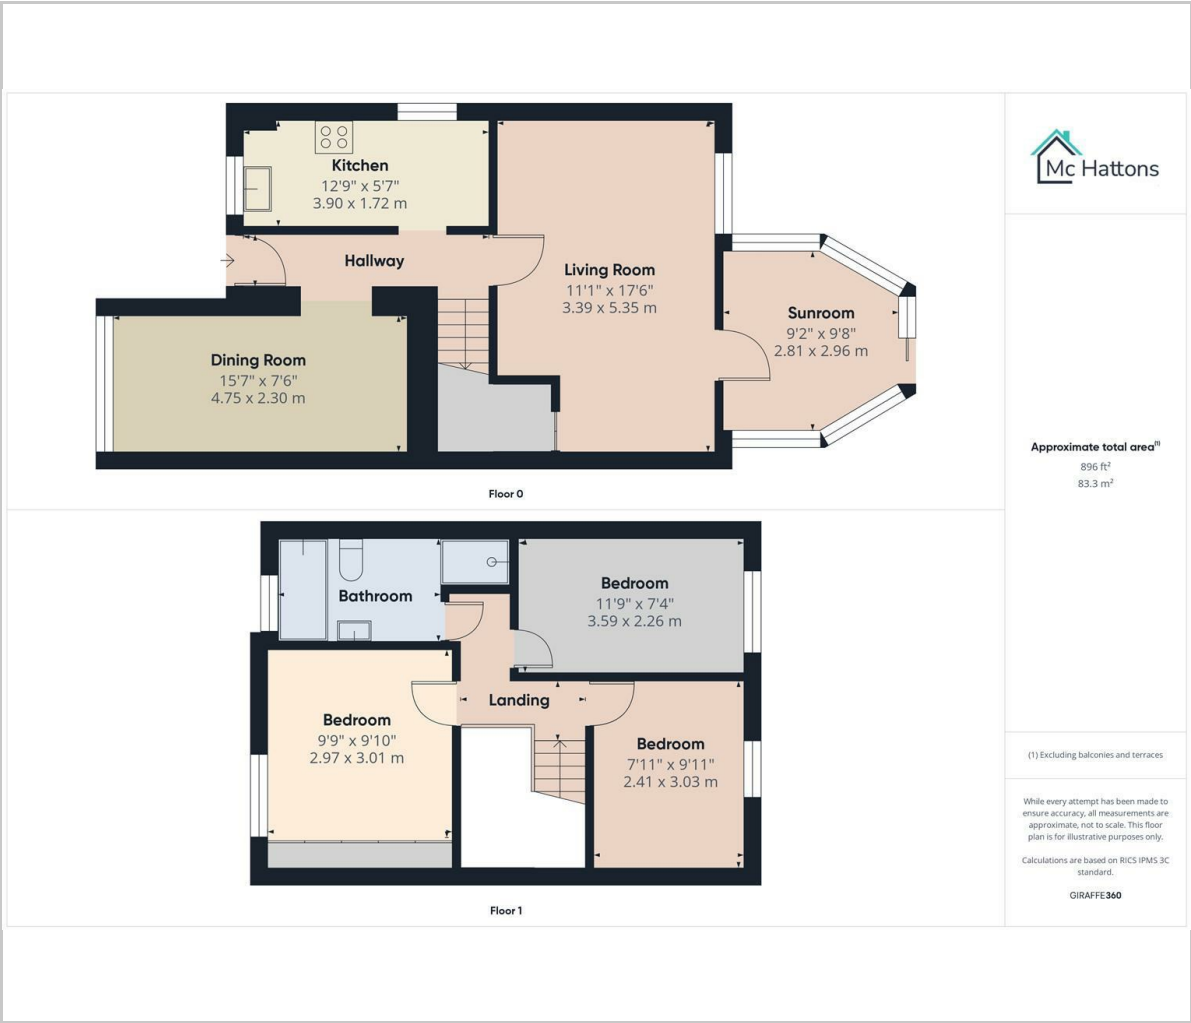 Kitchen
12'9" x 5'7"
3.90 x 1.72 m
Hallway
Living Room
11'1" x 17'6"
3.39 x 5.35 m
Sunroom
9'2" x 9'8"
2.81 x 2.96 m
Dining Room
15'7" x 7'6"
4.75 x 2.30 m
Floor 0
Bathroom
Bedroom
11'9" x 7'4"
3.59 x 2.26 m
Landing
Bedroom
9'9" x 9'10"
2.97 x 3.01 m
Bedroom
7'11" x 9'11"
2.41 x 3.03 m
Floor 1
Mc Hattons
Approximate total area⁽¹⁾
896 ft²
83.3 m²
(1) Excluding balconies and terraces
While every attempt has been made to
ensure accuracy, all measurements are
approximate, not to scale. This floor
plan is for illustrative purposes only.
Calculations are based on RICS IPMS 3C
standard.
GIRAFFE360